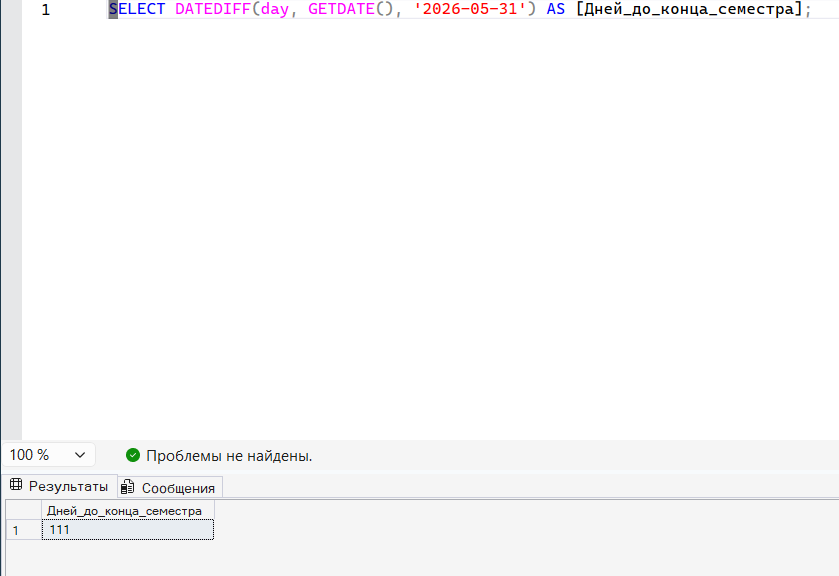 1 SELECT DATEDIFF(day, GETDATE(), '2026-05-31') AS [Дней_до_конца_семестра];
100 % Проблемы не найдены.
Результаты Сообщения
Дней_до_конца_семестра
1 111